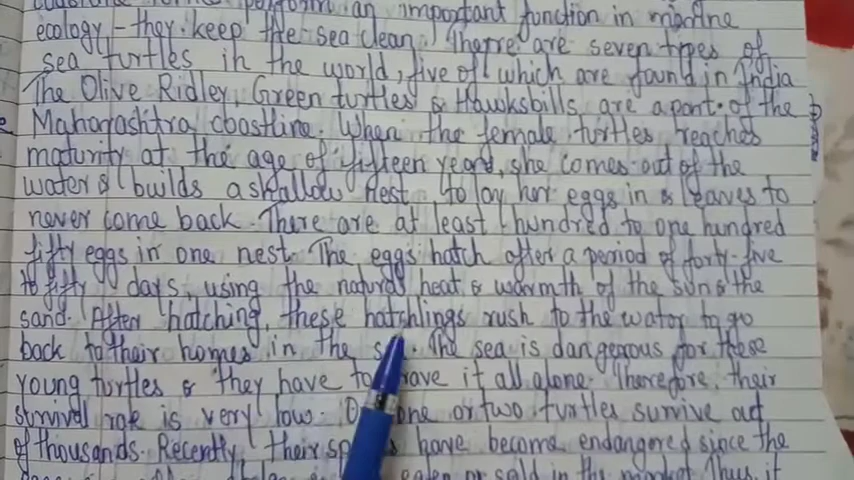 perform an important function in marine
ecology - they keep the sea clean. There are seven types of
sea turtles in the world, five of which are found in India
The Olive Ridley, Green turtles & Hawksbills are a part of the
Maharashtra coastline. When the female turtles reaches
maturity at the age of fifteen years, she comes out of the
water & builds a shallow nest, to lay her eggs in & leaves to
never come back. There are at least hundred to one hundred
fifty eggs in one nest. The eggs hatch after a period of forty-five
to fifty days, using the natural heat & warmth of the sun & the
sand. After hatching, these hatchlings rush to the water to go
back to their homes in the The sea is dangerous for these
young turtles & they have to it all alone. Therefore, their
survival rate is very low. one or two turtles survive out
of thousands. Recently, their have become endangered since the
or sold in the market. Thus, it